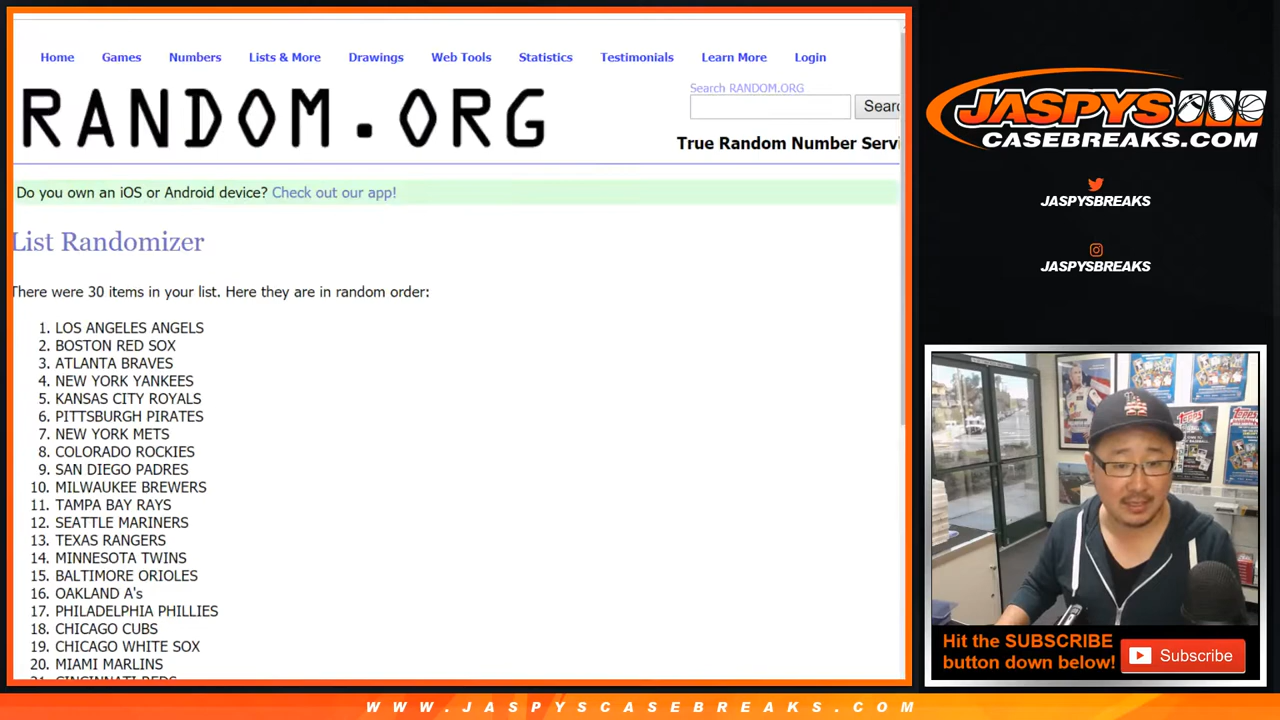 Home Games Numbers Lists & More Drawings Web Tools Statistics Testimonials Learn More Login
RANDOM.ORG
Search RANDOM.ORG
Searc
True Random Number Servi
Do you own an iOS or Android device? Check out our app!
List Randomizer
There were 30 items in your list. Here they are in random order:
1. LOS ANGELES ANGELS
2. BOSTON RED SOX
3. ATLANTA BRAVES
4. NEW YORK YANKEES
5. KANSAS CITY ROYALS
6. PITTSBURGH PIRATES
7. NEW YORK METS
8. COLORADO ROCKIES
9. SAN DIEGO PADRES
10. MILWAUKEE BREWERS
11. TAMPA BAY RAYS
12. SEATTLE MARINERS
13. TEXAS RANGERS
14. MINNESOTA TWINS
15. BALTIMORE ORIOLES
16. OAKLAND A's
17. PHILADELPHIA PHILLIES
18. CHICAGO CUBS
19. CHICAGO WHITE SOX
20. MIAMI MARLINS
21. CINCINNATI REDS
JASPYS
CASEBREAKS.COM
JASPYSBREAKS
JASPYSBREAKS
TOPPS
Hit the SUBSCRIBE
button down below!
Subscribe
WWW.JASPYSCASEBREAKS.COM